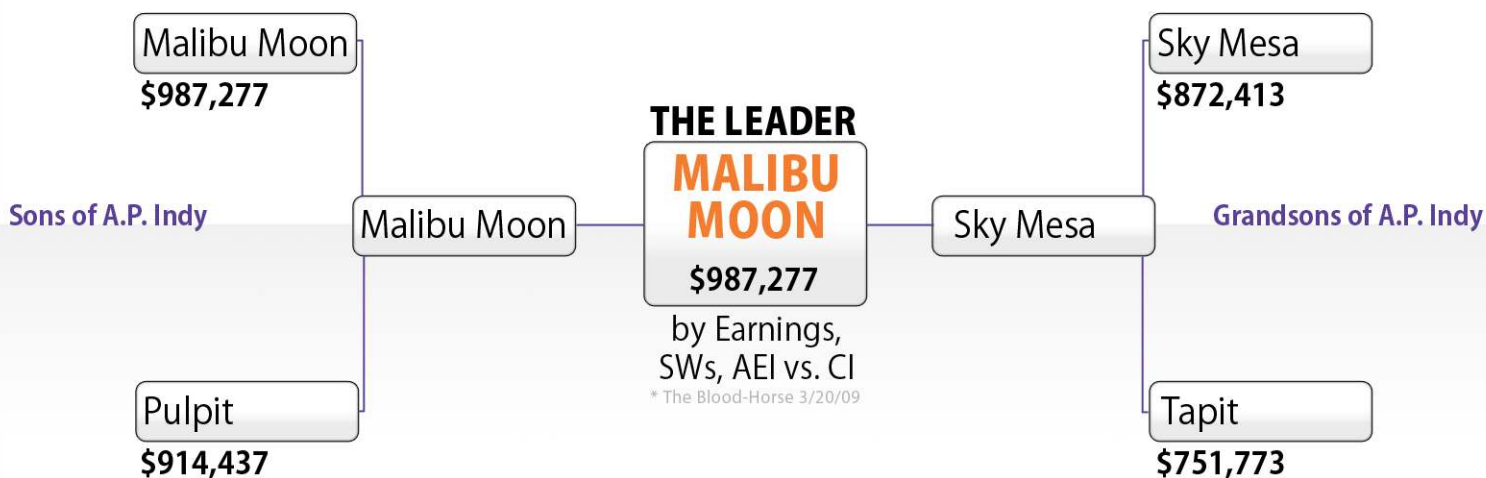 Malibu Moon
$987,277
Sons of A.P. Indy
Malibu Moon
Pulpit
$914,437
THE LEADER
MALIBU
MOON
$987,277
by Earnings,
SWs, AEI vs. CI
* The Blood-Horse 3/20/09
Sky Mesa
$872,413
Sky Mesa
Grandsons of A.P. Indy
Tapit
$751,773